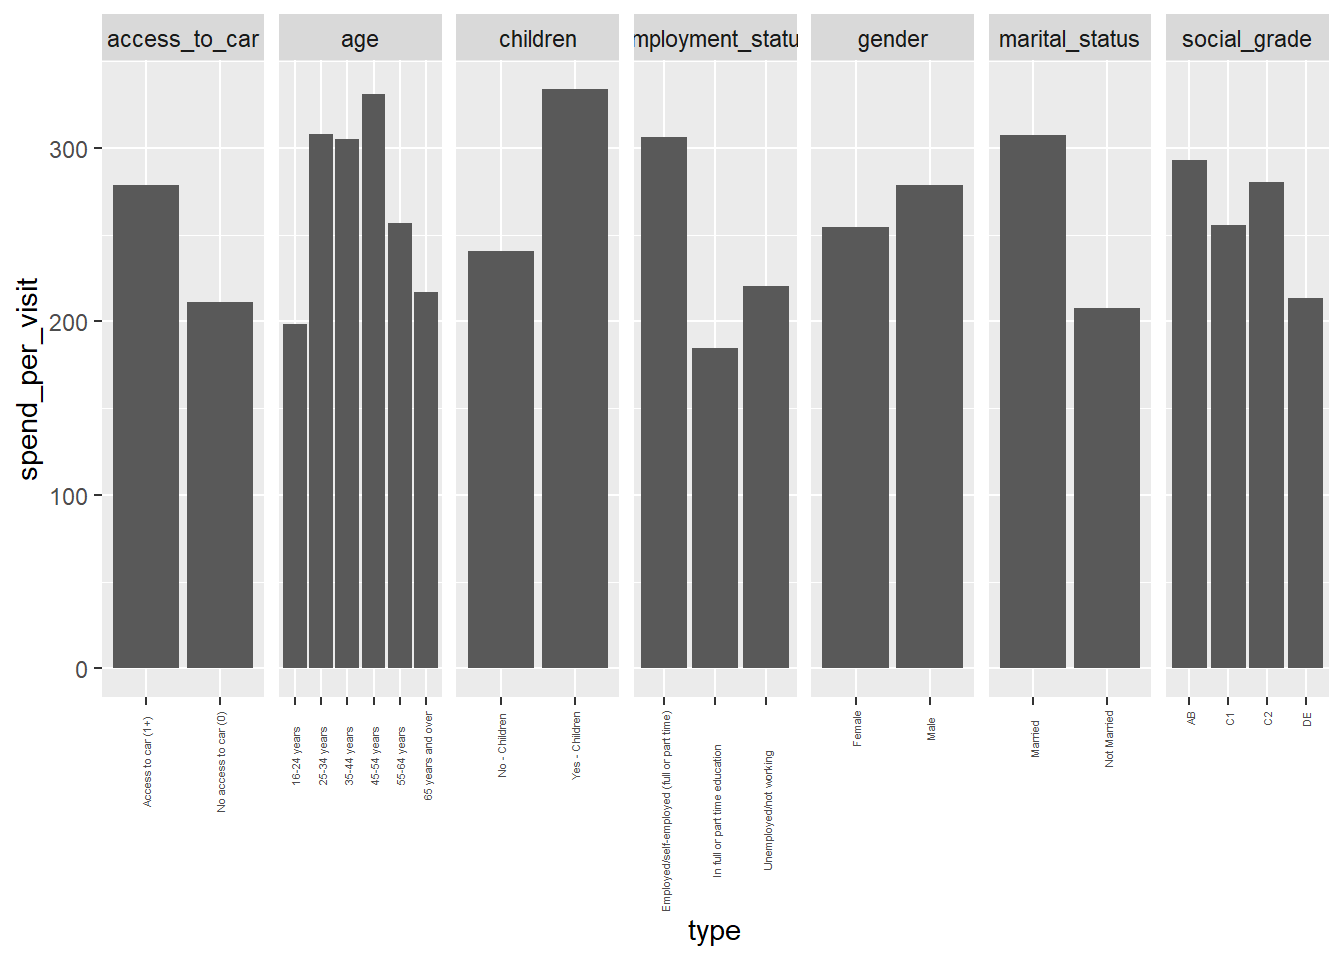 access_to_car
age
children
mployment_statu
gender
marital_status
social_grade
spend_per_visit
300
200
100
0
Access to car (1+)
No access to car (0)
16-24 years
25-34 years
35-44 years
45-54 years
55-64 years
65 years and over
No - Children
Yes - Children
Employed/self-employed (full or part time)
In full or part time education
Unemployed/not working
Female
Male
Married
Not Married
AB
C1
C2
DE
type